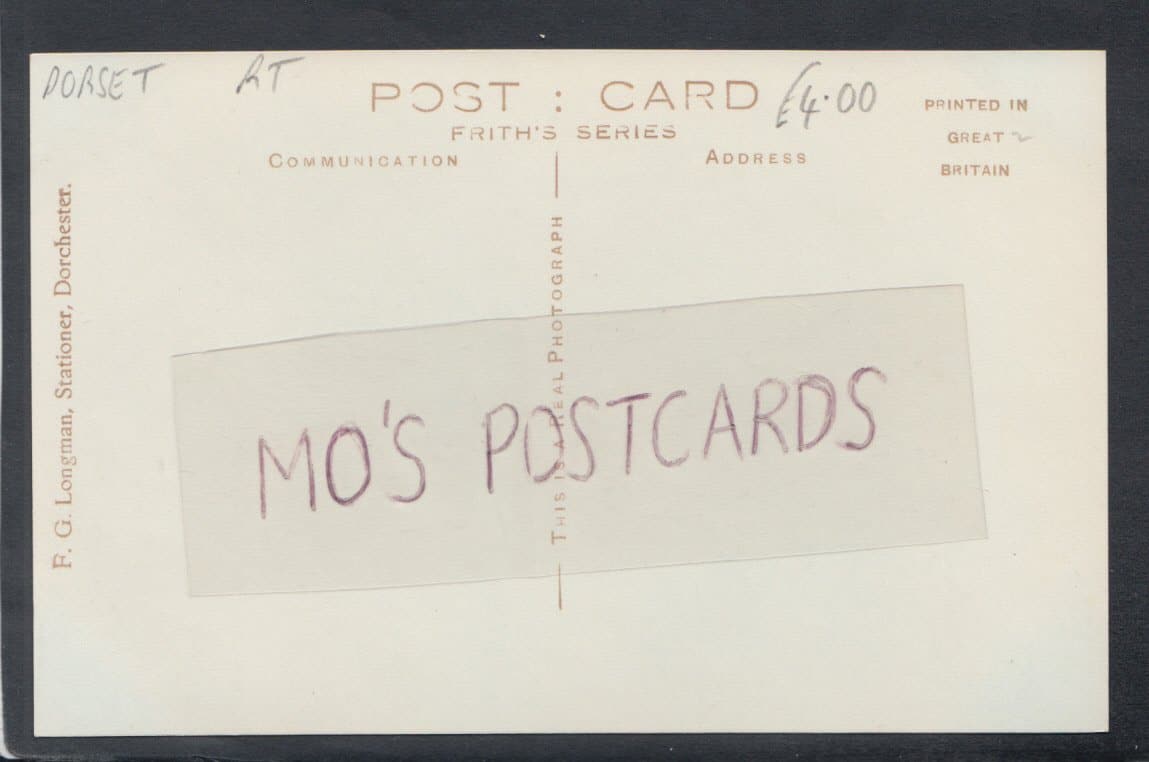 DORSET RT £4.00
POST : CARD
FRITH'S SERIES
COMMUNICATION
ADDRESS
PRINTED IN
GREAT
BRITAIN
F. G. Longman, Stationer, Dorchester.
THIS IS A REAL PHOTOGRAPH
MO'S POSTCARDS